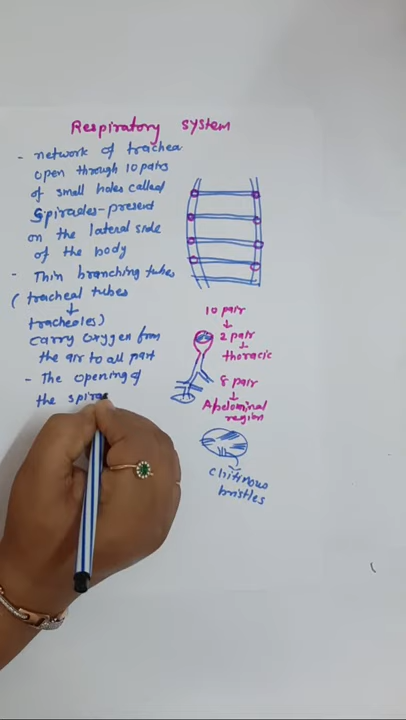 Respiratory system
- network of trachea
open through 10 pairs
of small holes called
Spiracles - present
on the lateral side
of the body
- Thin branching tubes
(tracheal tubes
↓
tracheoles)
carry oxygen from
the air to all part
- The opening of
the spira
10 pair
↓
2 pair
↓
thoracic
8 pair
↓
Abdominal
region
chitinous
bristles